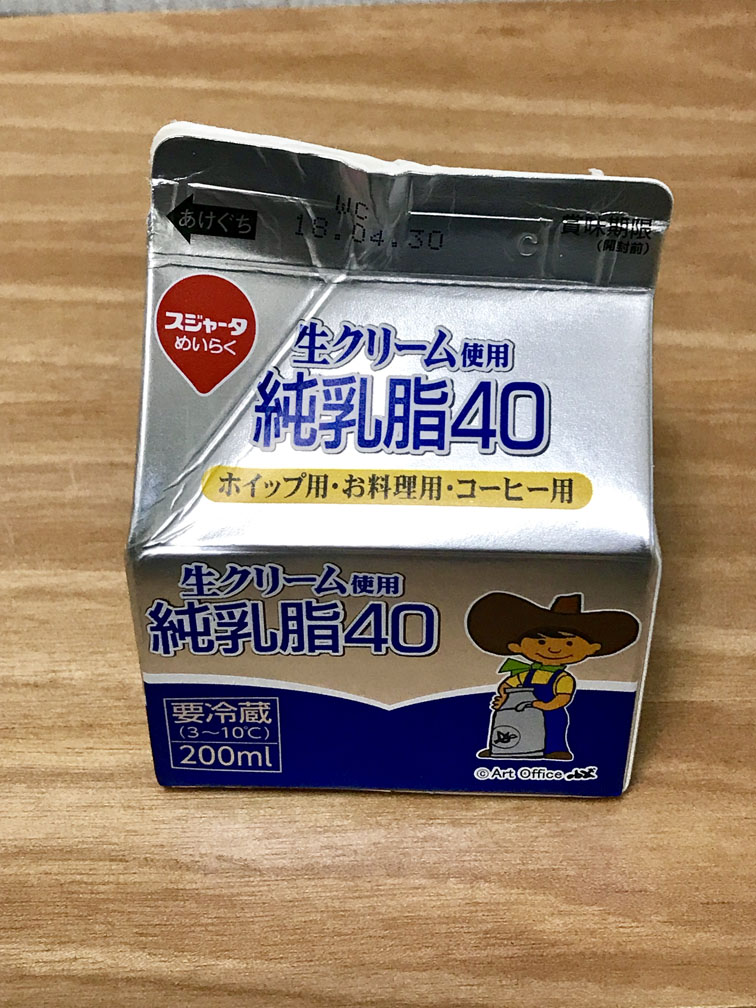 WC
あけぐち
18.04.30
C
賞味期限
(開封前)
スジャータ
めいらく
生クリーム使用
純乳脂40
ホイップ用・お料理用・コーヒー用
生クリーム使用
純乳脂40
要冷蔵
(3～10℃)
200ml
©Art Office